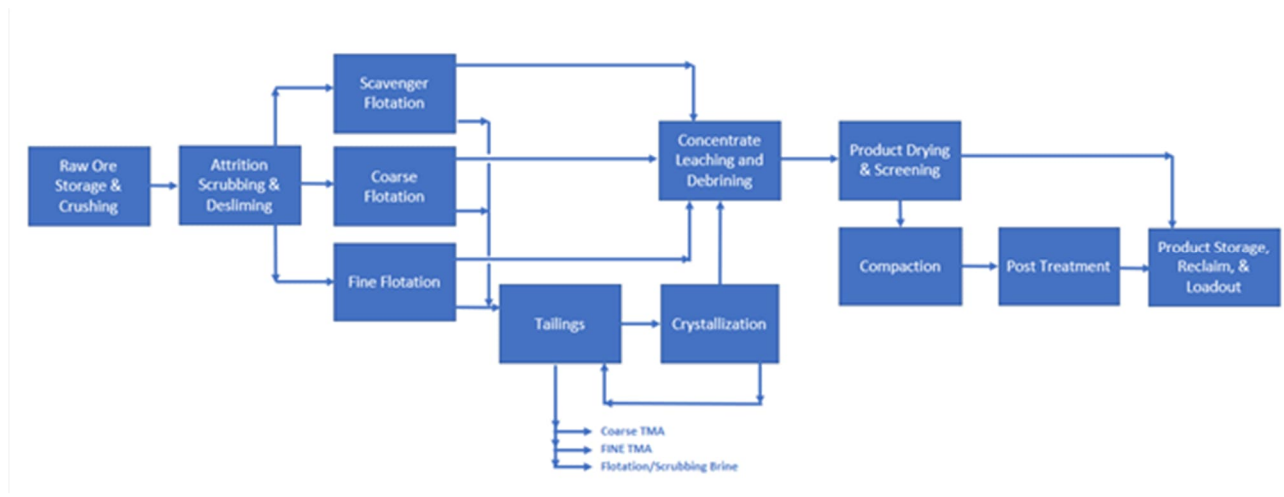 Raw Ore
Storage &
Crushing
Attrition
Scrubbing &
Desliming
Scavenger
Flotation
Coarse
Flotation
Fine Flotation
Tailings
Crystallization
Concentrate
Leaching and
Debrining
Product Drying
& Screening
Compaction
Post Treatment
Product Storage,
Reclaim, &
Loadout
Coarse TMA
FINE TMA
Flotation/Scrubbing Brine